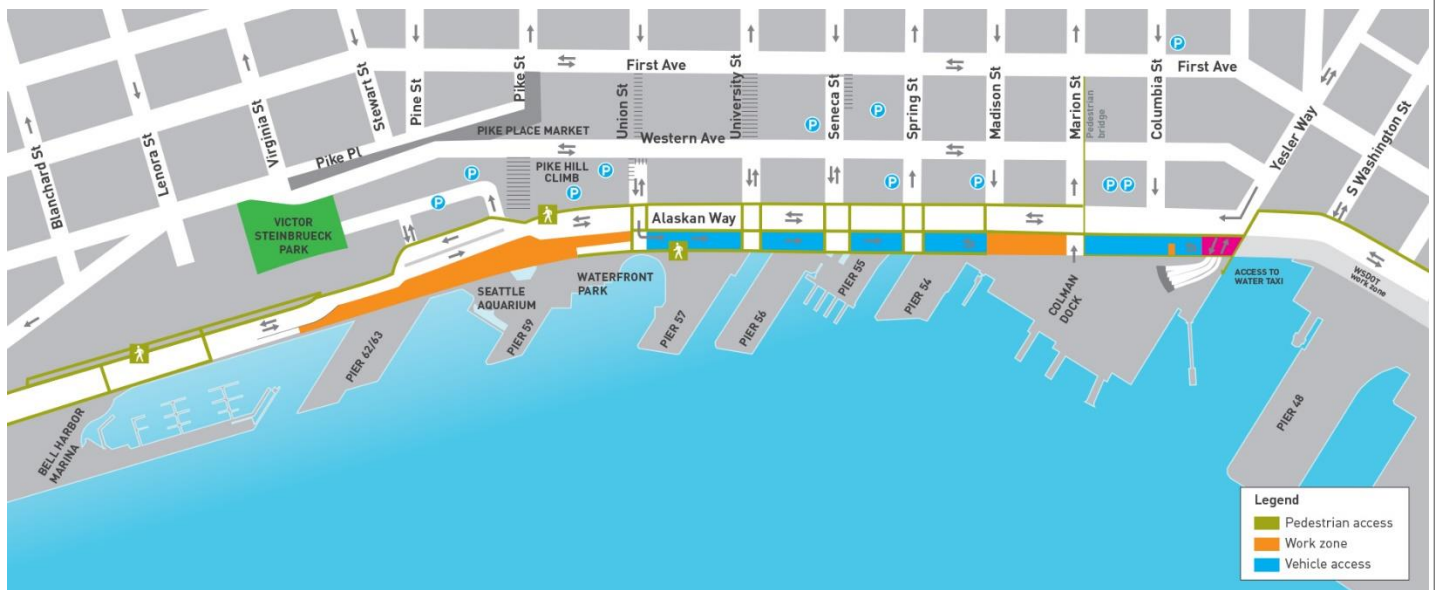 Blanchard St
Lenora St
Virginia St
Stewart St
Pine St
Pike St
Union St
University St
Seneca St
Spring St
Madison St
Marion St
Pedestrian
bridge
Columbia St
Yesler Way
S Washington St
First Ave
First Ave
P
P
P
PIKE PLACE MARKET
Western Ave
Pike Pl
PIKE HILL
CLIMB
P
P
P
P
P
P
P
P
VICTOR
STEINBRUECK
PARK
Alaskan Way
SEATTLE
AQUARIUM
WATERFRONT
PARK
ACCESS TO
WATER TAXI
WSDOT
work zone
PIER 62/63
PIER 59
PIER 57
PIER 56
PIER 55
PIER 54
COLMAN
DOCK
PIER 48
BELL HARBOR
MARINA
Legend
Pedestrian access
Work zone
Vehicle access